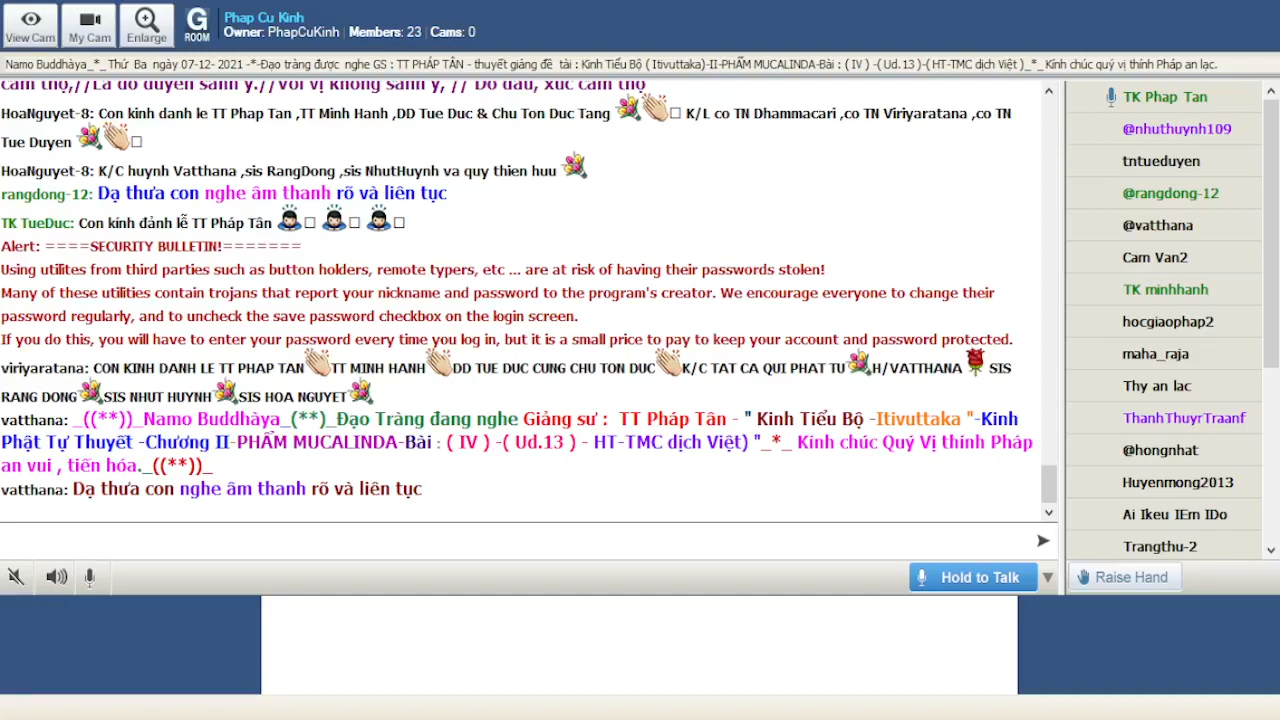 Phap Cu Kinh
View Cam My Cam Enlarge G ROOM Owner: PhapCuKinh | Members: 23 | Cams: 0
Namo Buddhàya_*_Thứ Ba ngày 07-12- 2021 -*-Đạo tràng được nghe GS : TT PHÁP TÂN - thuyết giảng đề tài : Kinh Tiểu Bộ ( Itivuttaka)-II-PHẨM MUCALINDA-Bài : ( IV ) -( Ud.13 )-( HT-TMC dịch Việt )_*_Kính chúc quý vị thính Pháp an lạc.
cảm thọ,//Là do duyên sanh y.//Với vị không sanh y, // Do đâu, xúc cảm thọ
HoaNguyet-8: Con kinh danh le TT Phap Tan ,TT Minh Hanh ,DD Tue Duc & Chu Ton Duc Tang K/L co TN Dhammacari ,co TN Viriyaratana ,co TN
Tue Duyen
HoaNguyet-8: K/C huynh Vatthana ,sis RangDong ,sis NhutHuynh va quy thien huu
rangdong-12: Dạ thưa con nghe âm thanh rõ và liên tục
TK TueDuc: Con kính đảnh lễ TT Pháp Tân
Alert: ====SECURITY BULLETIN!=======
Using utilites from third parties such as button holders, remote typers, etc ... are at risk of having their passwords stolen!
Many of these utilities contain trojans that report your nickname and password to the program's creator. We encourage everyone to change their
password regularly, and to uncheck the save password checkbox on the login screen.
If you do this, you will have to enter your password every time you log in, but it is a small price to pay to keep your account and password protected.
viriyaratana: CON KINH DANH LE TT PHAP TAN TT MINH HANH DD TUE DUC CUNG CHU TON DUC K/C TAT CA QUI PHAT TU H/VATTHANA SIS
RANG DONG SIS NHUT HUYNH SIS HOA NGUYET
vatthana: _((**))_Namo Buddhàya_(**)_Đạo Tràng đang nghe Giảng sư : TT Pháp Tân - " Kinh Tiểu Bộ -Itivuttaka "-Kinh
Phật Tự Thuyết -Chương II-PHẨM MUCALINDA-Bài : ( IV ) -( Ud.13 ) - HT-TMC dịch Việt) "_*_ Kính chúc Quý Vị thính Pháp
an vui , tiến hóa._((**))_
vatthana: Dạ thưa con nghe âm thanh rõ và liên tục
Hold to Talk
TK Phap Tan
@nhuthuynh109
tntueduyen
@rangdong-12
@vatthana
Cam Van2
TK minhhanh
hocgiaophap2
maha_raja
Thy an lac
ThanhThuyrTraanf
@hongnhat
Huyenmong2013
Ai Ikeu IEm IDo
Trangthu-2
Raise Hand